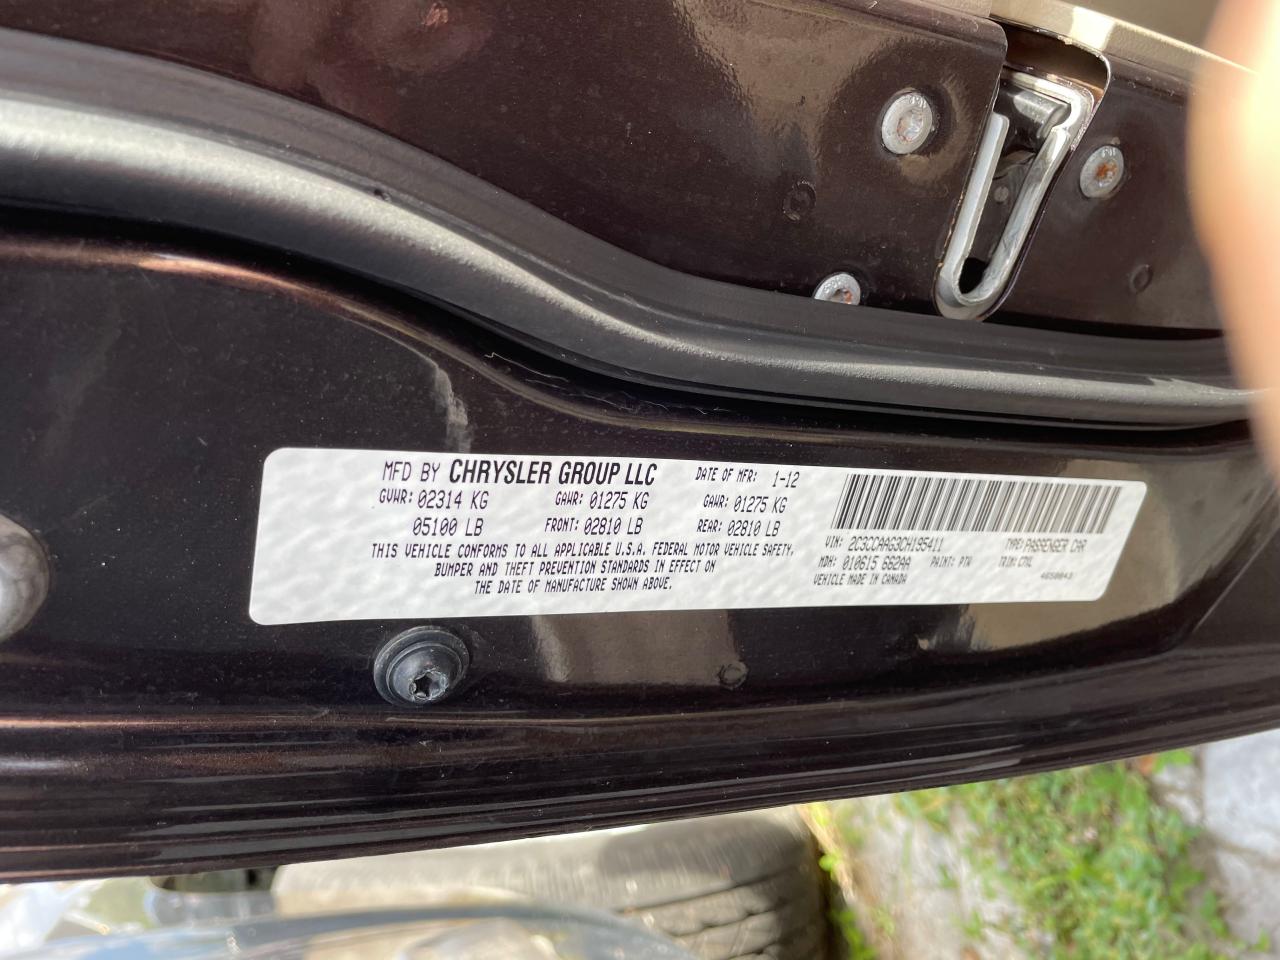 MFD BY CHRYSLER GROUP LLC DATE OF MFR: 1-12
GVWR: 02314 KG GAWR: 01275 KG GAWR: 01275 KG
05100 LB FRONT: 02810 LB REAR: 02810 LB
THIS VEHICLE CONFORMS TO ALL APPLICABLE U.S.A. FEDERAL MOTOR VEHICLE SAFETY,
BUMPER AND THEFT PREVENTION STANDARDS IN EFFECT ON
THE DATE OF MANUFACTURE SHOWN ABOVE.
VIN: 2C3CCAAG3CH195411 TYPE: PASSENGER CAR
MDH: 010615 662AA PAINT: PTW TRIM: C7XL
VEHICLE MADE IN CANADA 4650043